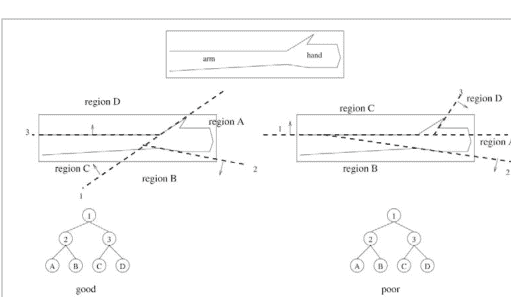 arm
hand
region D
region A
3
region C
region B
2
1
1
2
3
A
B
C
D
good
3
region D
region C
1
region A
region B
2
1
2
3
A
B
C
D
poor